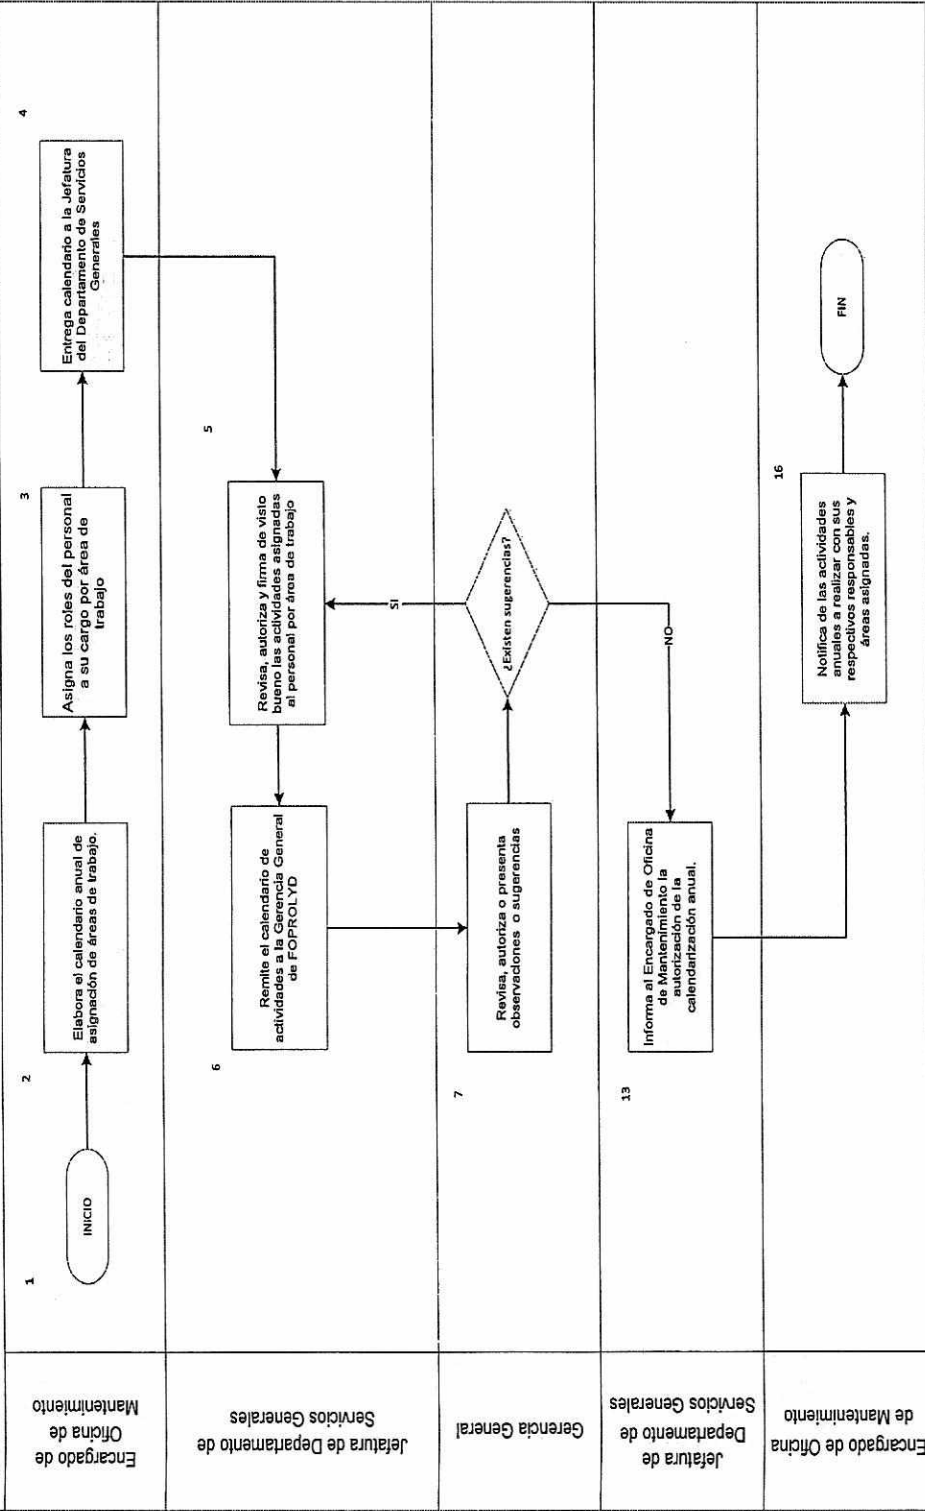 Encargado de
Oficina de
Mantenimiento
1
INICIO
2
Elabora el calendario anual de
asignación de áreas de trabajo.
3
Asigna los roles del personal
a su cargo por área de
trabajo
4
Entrega calendario a la Jefatura
del Departamento de Servicios
Generales
Jefatura de Departamento de
Servicios Generales
5
Revisa, autoriza y firma de visto
bueno las actividades asignadas
al personal por área de trabajo
6
Remite el calendario de
actividades a la Gerencia General
de FOPROLYD
Gerencia General
7
Revisa, autoriza o presenta
observaciones o sugerencias
¿Existen sugerencias?
SI
NO
Jefatura de
Departamento de
Servicios Generales
13
Informa al Encargado de Oficina
de Mantenimiento la
autorización de la
calendarización anual.
Encargado de Oficina
de Mantenimiento
16
Notifica de las actividades
anuales a realizar con sus
respectivos responsables y
áreas asignadas.
FIN